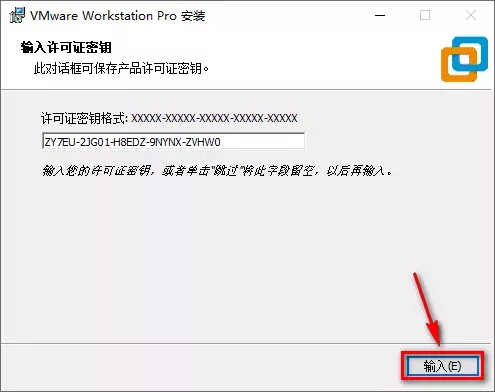 VMware Workstation Pro 安装
输入许可证密钥
此对话框可保存产品许可证密钥。
许可证密钥格式: XXXXX-XXXXX-XXXXX-XXXXX-XXXXX
ZY7EU-2JG01-H8EDZ-9NYNX-ZVHW0
输入您的许可证密钥，或者单击"跳过"将此字段留空，以后再输入。
输入(E)